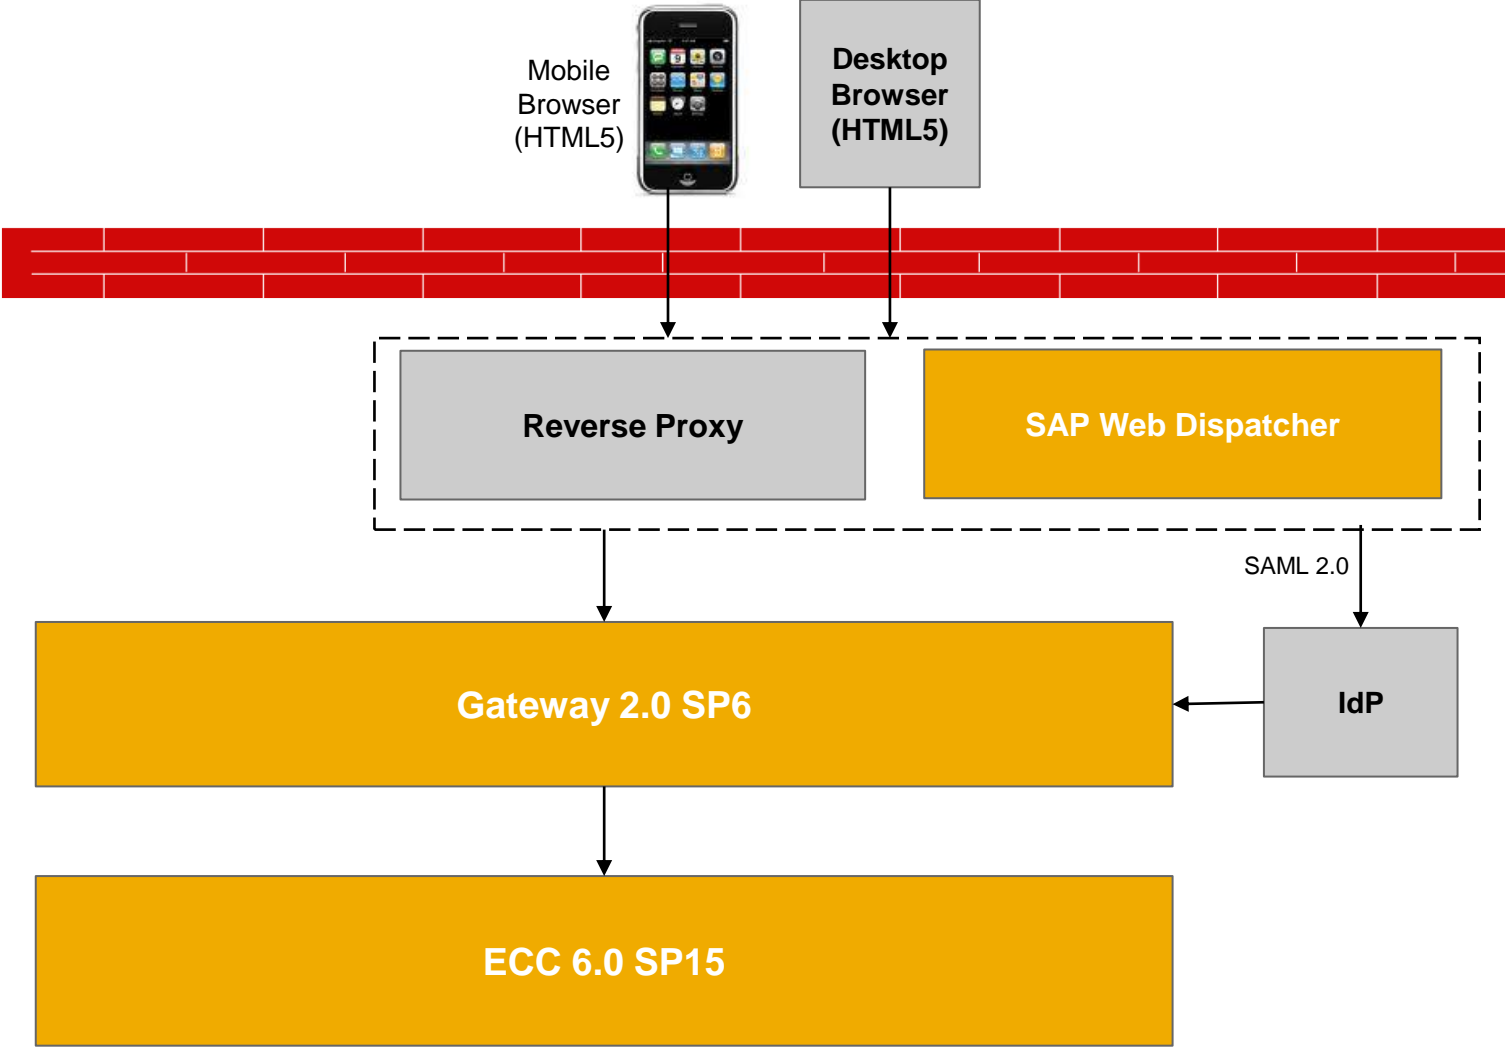 Mobile
Browser
(HTML5)
Desktop
Browser
(HTML5)
Reverse Proxy
SAP Web Dispatcher
SAML 2.0
Gateway 2.0 SP6
IdP
ECC 6.0 SP15